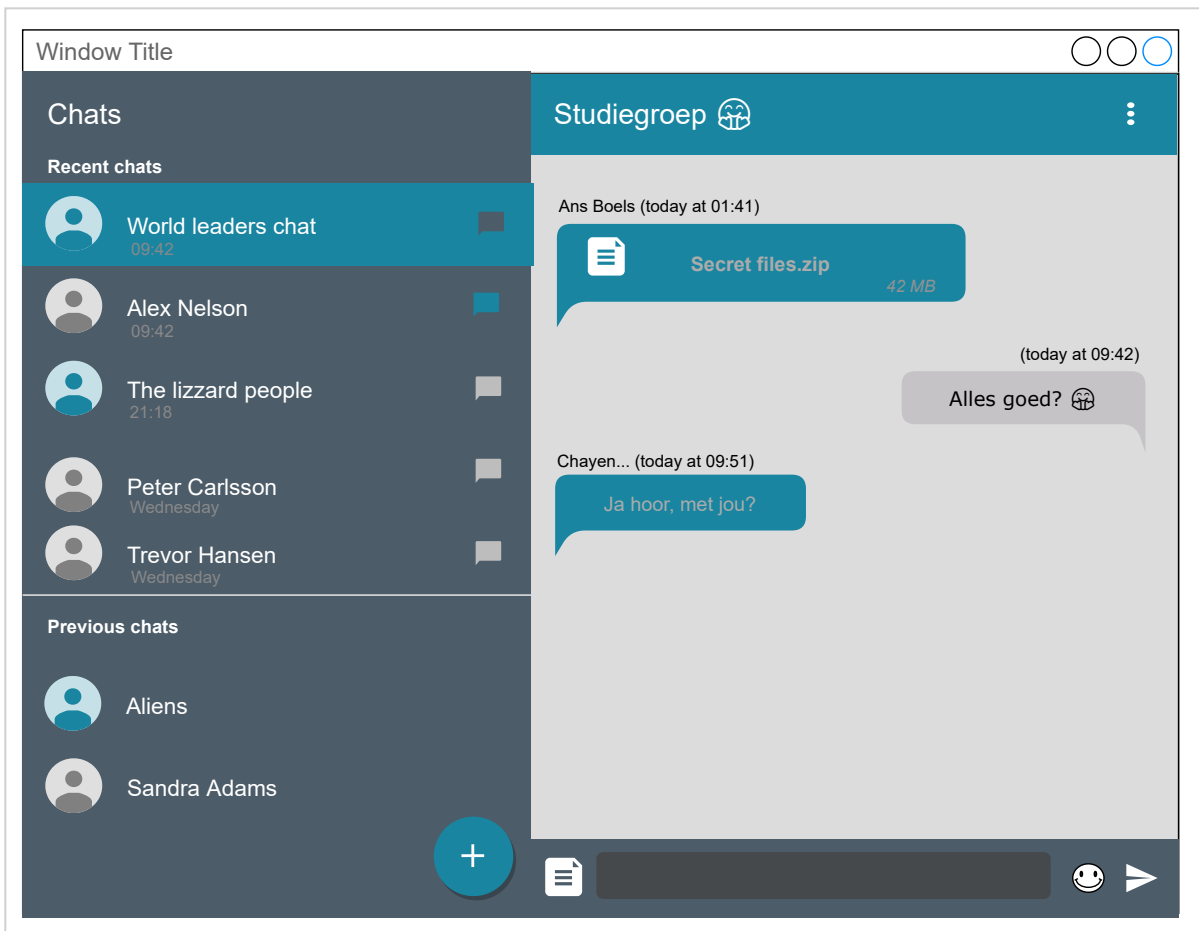 Window Title
Chats
Recent chats
World leaders chat
09:42
Alex Nelson
09:42
The lizzard people
21:18
Peter Carlsson
Wednesday
Trevor Hansen
Wednesday
Previous chats
Aliens
Sandra Adams
Studiegroep
Ans Boels (today at 01:41)
Secret files.zip
42 MB
(today at 09:42)
Alles goed?
Chayen... (today at 09:51)
Ja hoor, met jou?